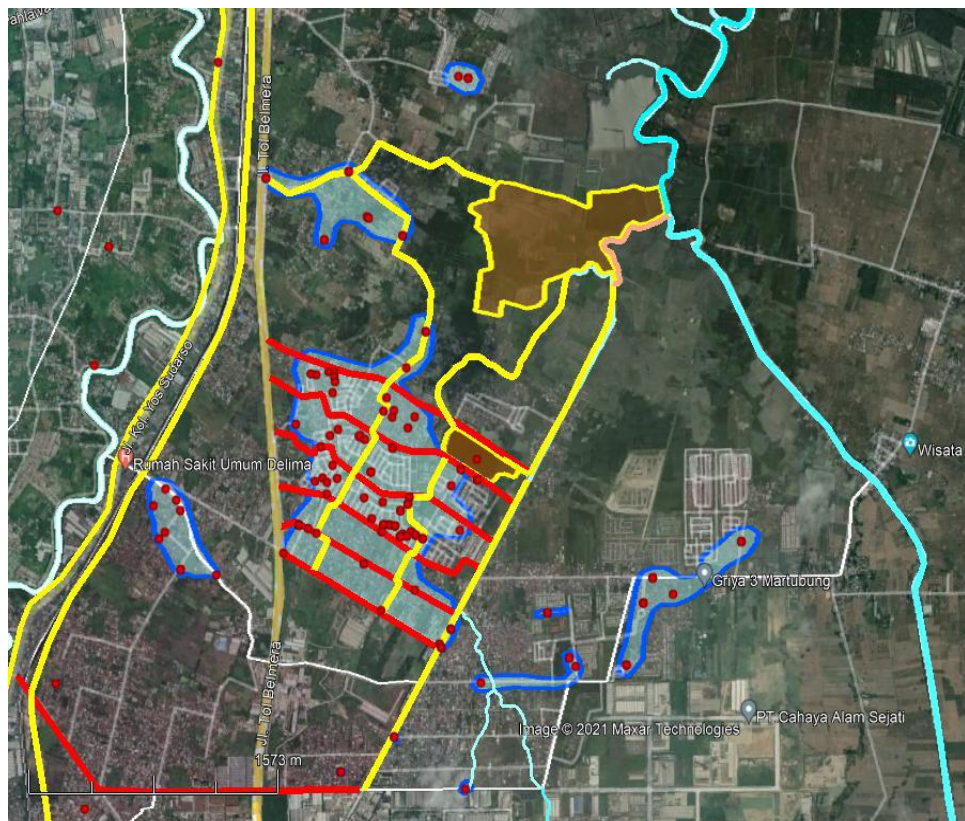 Jl. Tol Belmera
Jl. Kol. Yos Sudarso
Rumah Sakit Umum Delima
Wisata
Griya 3 Martubung
Jl. Tol Belmera
PT Cahaya Alam Sejati
Image © 2021 Maxar Technologies
1573 m